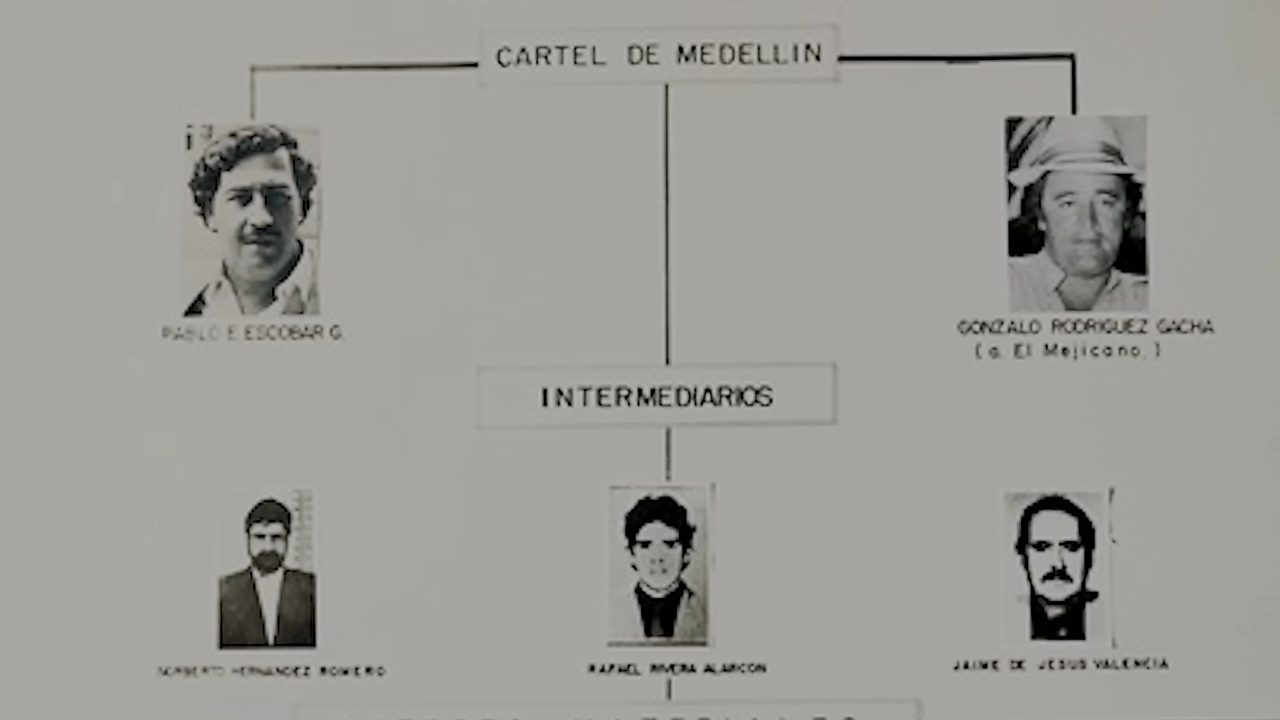 CARTEL DE MEDELLIN
PABLO E ESCOBAR G.
GONZALO RODRIGUEZ GACHA
(a. El Mejicano.)
INTERMEDIARIOS
NORBERTO HERNANDEZ ROMERO
RAFAEL RIVERA ALARCON
JAIME DE JESUS VALENCIA